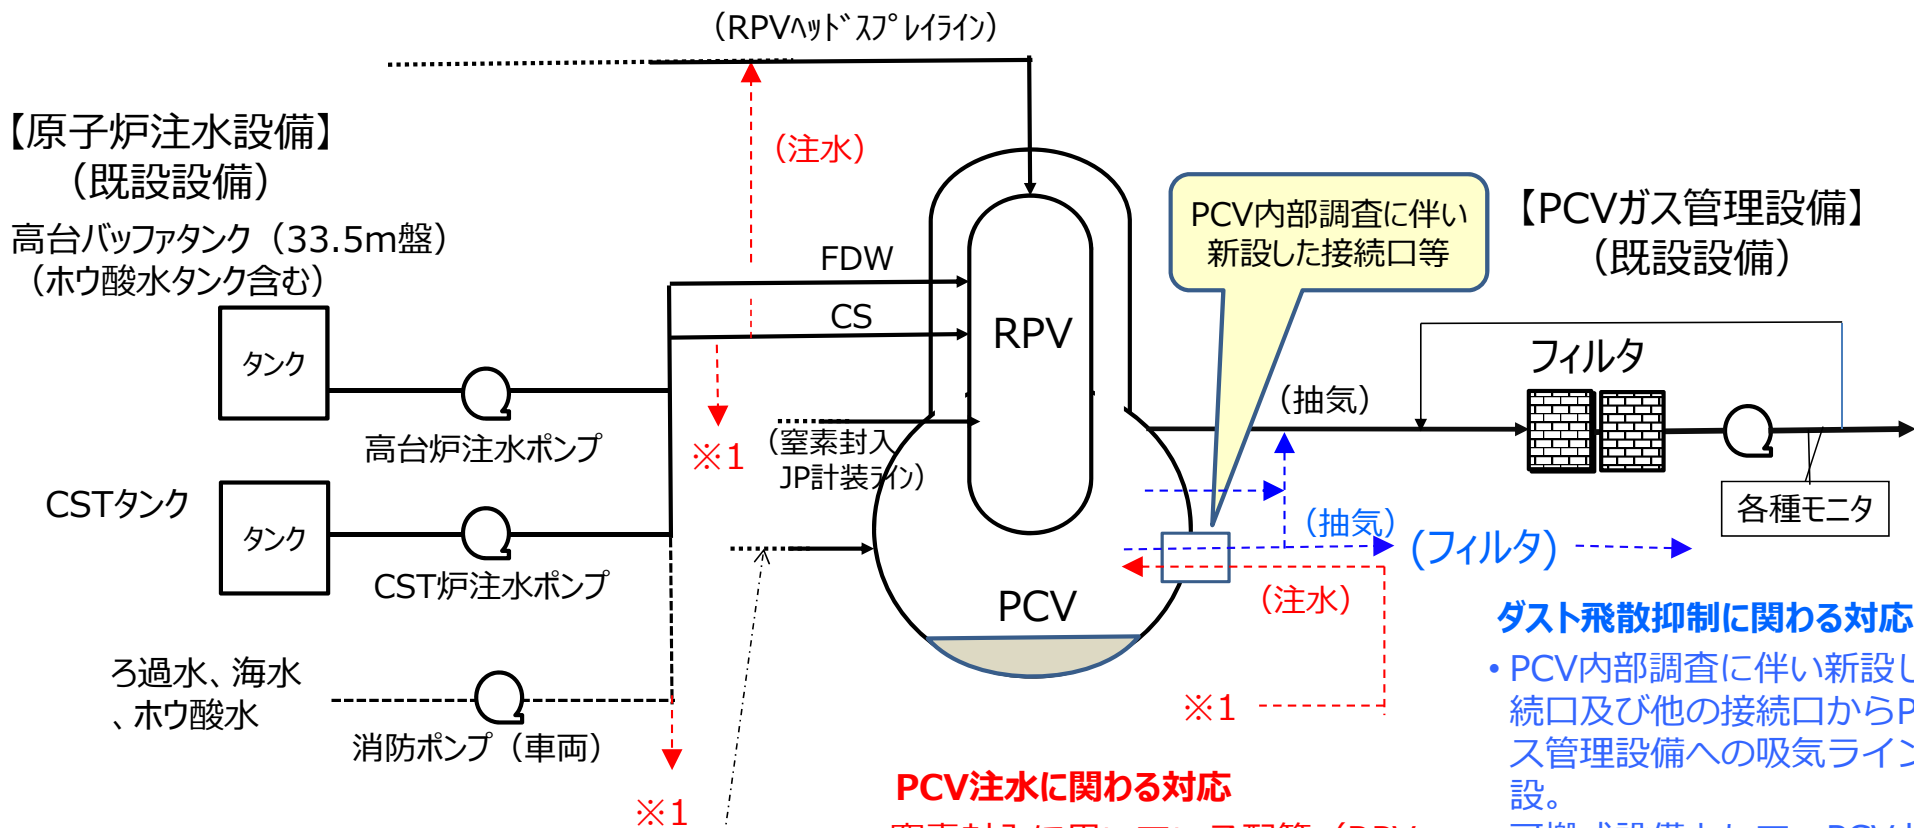 （RPVﾍｯﾄﾞｽﾌﾟﾚｲﾗｲﾝ）
【原子炉注水設備】
（既設設備）
高台バッファタンク（33.5m盤）
（ホウ酸水タンク含む）
（注水）
FDW
CS
RPV
PCV内部調査に伴い
新設した接続口等
【PCVガス管理設備】
（既設設備）
タンク
高台炉注水ポンプ
※1
（窒素封入
JP計装ﾗｲﾝ）
（抽気）
フィルタ
各種モニタ
CSTタンク
タンク
CST炉注水ポンプ
（抽気）
(フィルタ)
（注水）
PCV
ろ過水、海水
、ホウ酸水
消防ポンプ（車両）
※1
※1
PCV注水に関わる対応
ダスト飛散抑制に関わる対応
• PCV内部調査に伴い新設し
続口及び他の接続口からP
ス管理設備への吸気ライン
設。